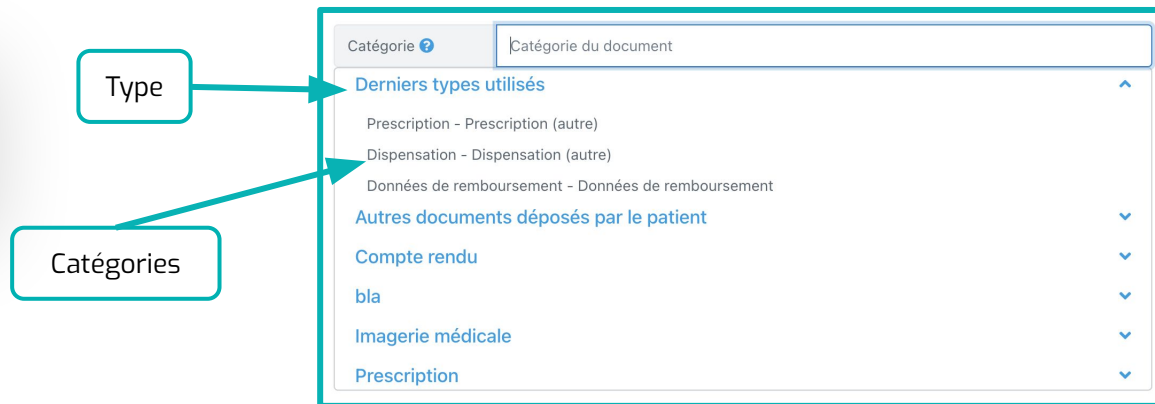 Catégorie ?
Catégorie du document
Type
Derniers types utilisés
Prescription - Prescription (autre)
Dispensation - Dispensation (autre)
Données de remboursement - Données de remboursement
Catégories
Autres documents déposés par le patient
Compte rendu
bla
Imagerie médicale
Prescription